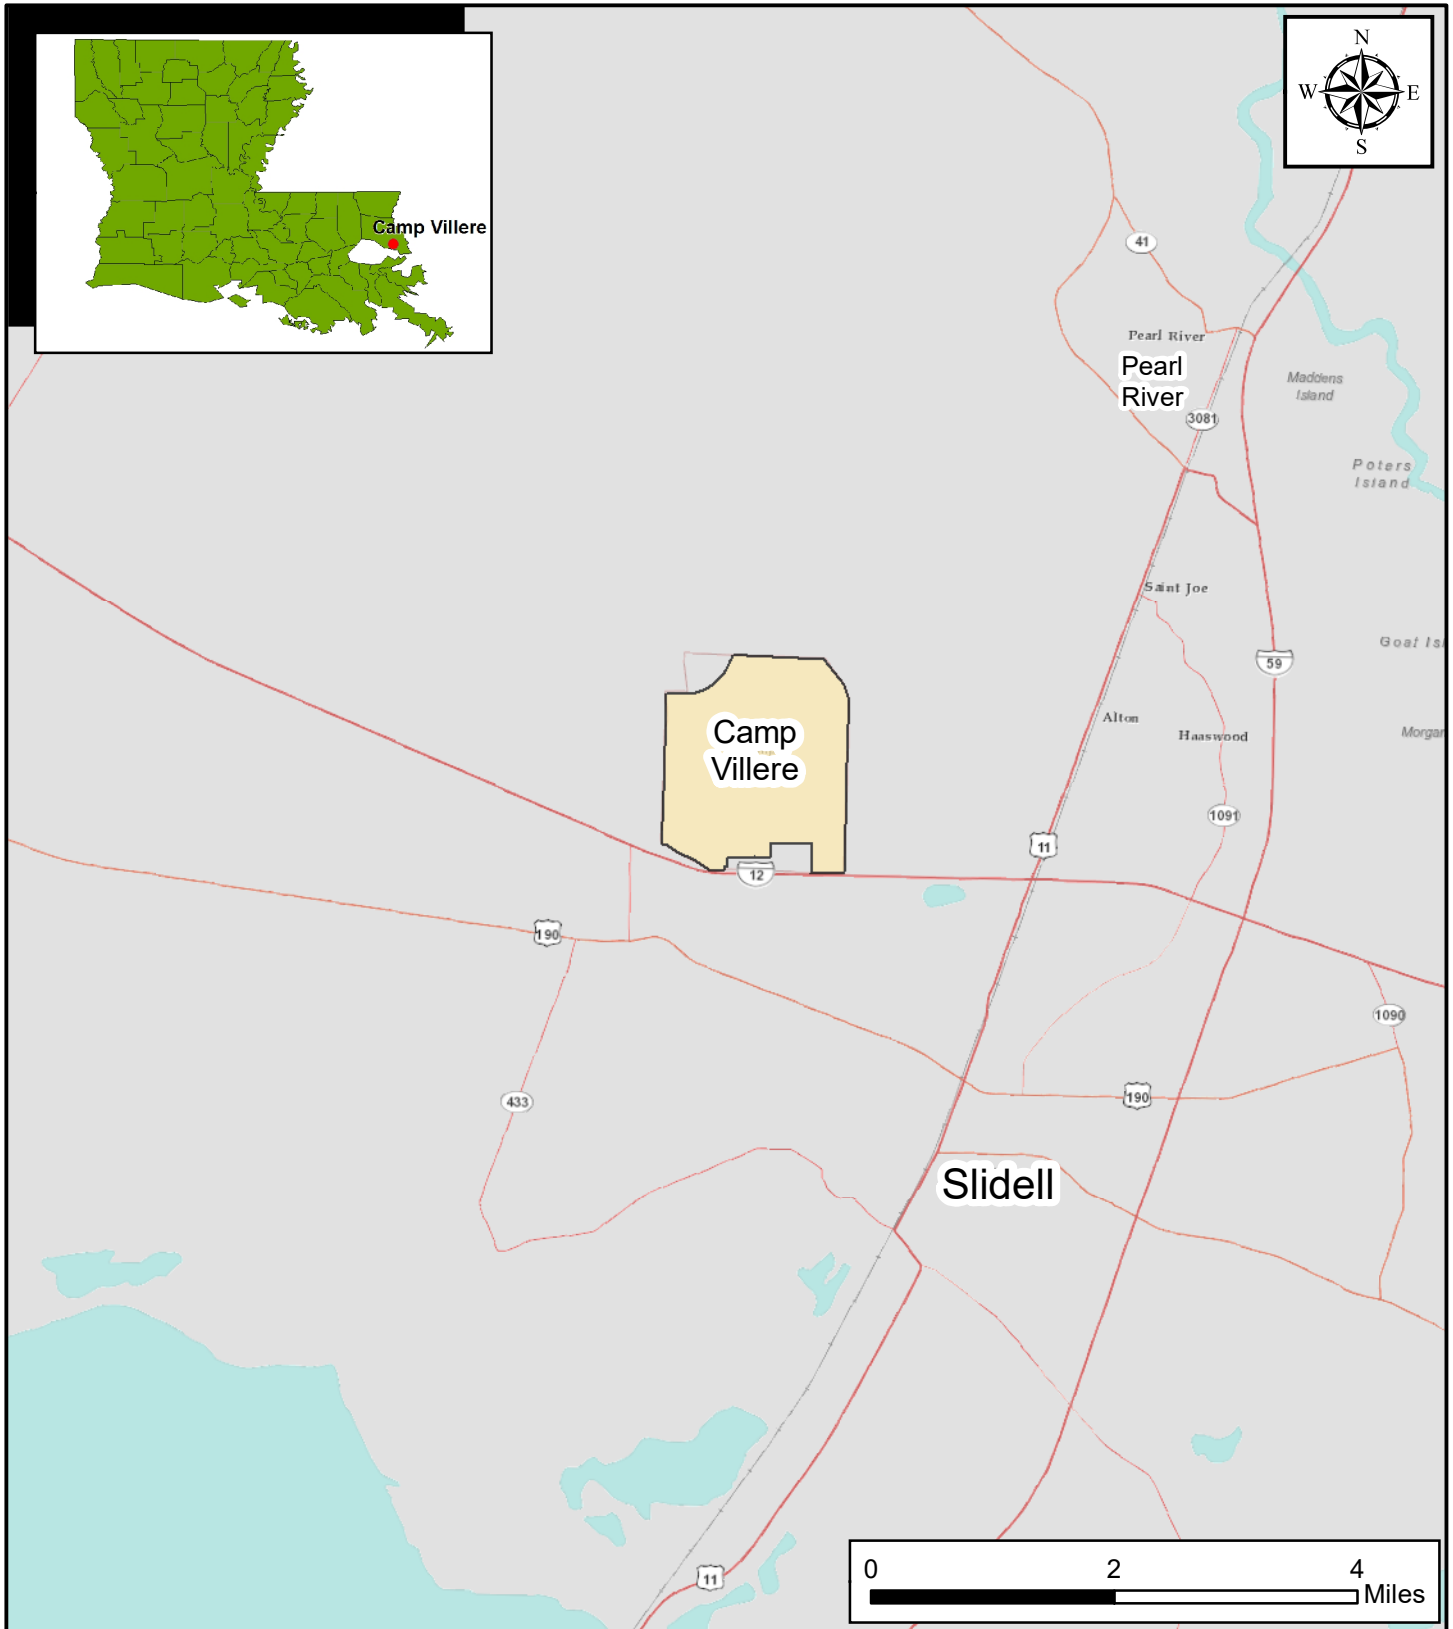 N
W
E
S
Camp Villere
41
Pearl River
Pearl
River
Maddens
Island
3081
Poters
Island
Saint Joe
Goat Isl
59
Camp
Villere
Alton
Haaswood
Morgan
1091
11
12
190
1090
433
190
Slidell
11
0
2
4
Miles